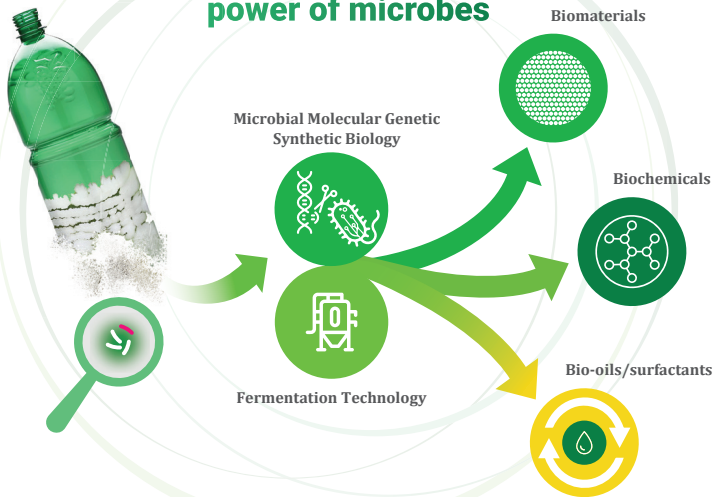 power of microbes
Biomaterials
Microbial Molecular Genetic
Synthetic Biology
Biochemicals
Bio-oils/surfactants
Fermentation Technology